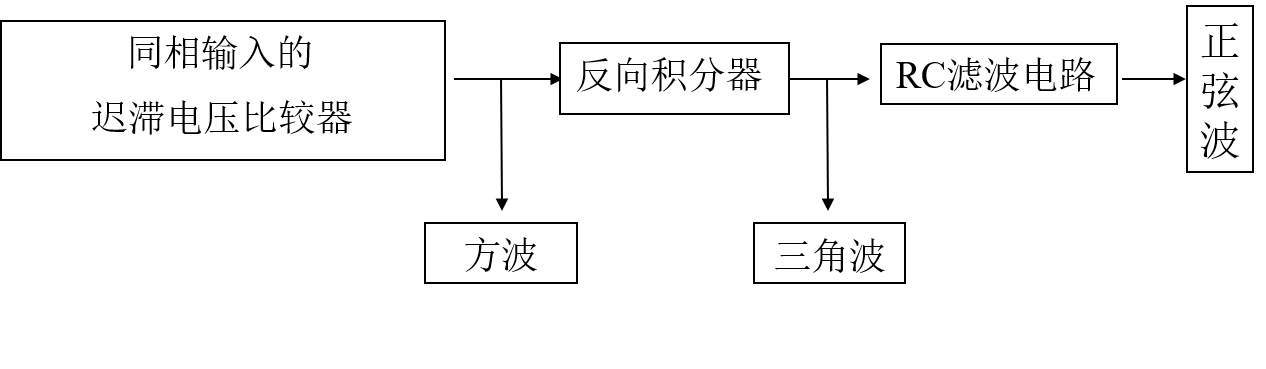 同相输入的
迟滞电压比较器
反向积分器
RC滤波电路
正
弦
波
方波
三角波